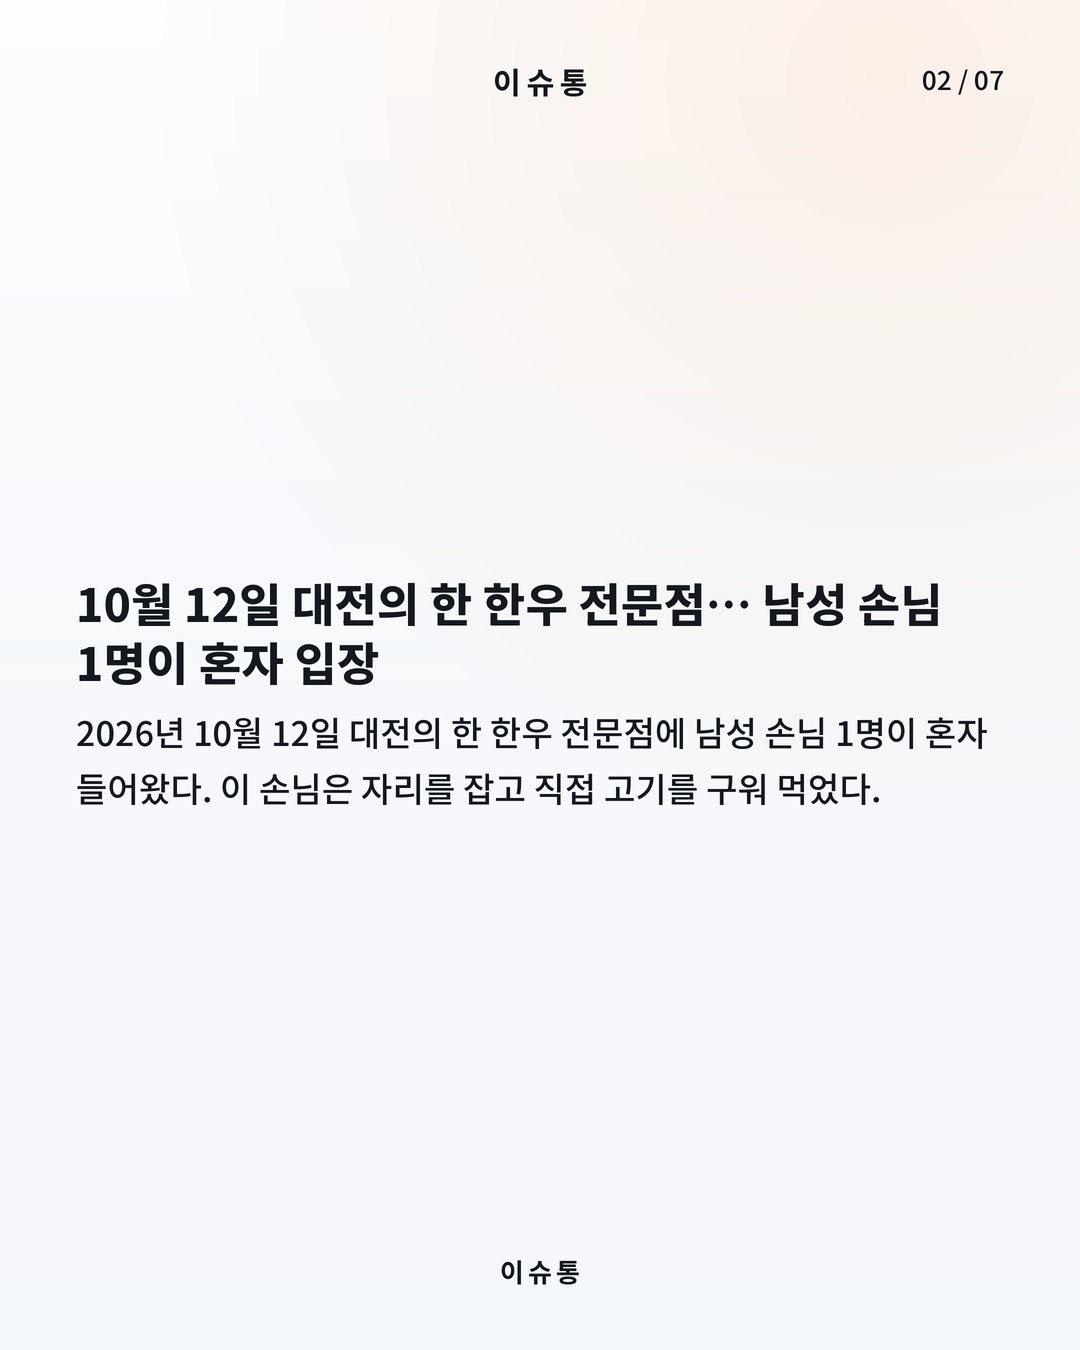 이슈통
02 / 07
10월 12일 대전의 한 한우 전문점… 남성 손님
1명이 혼자 입장
2026년 10월 12일 대전의 한 한우 전문점에 남성 손님 1명이 혼자
들어왔다. 이 손님은 자리를 잡고 직접 고기를 구워 먹었다.
이슈통